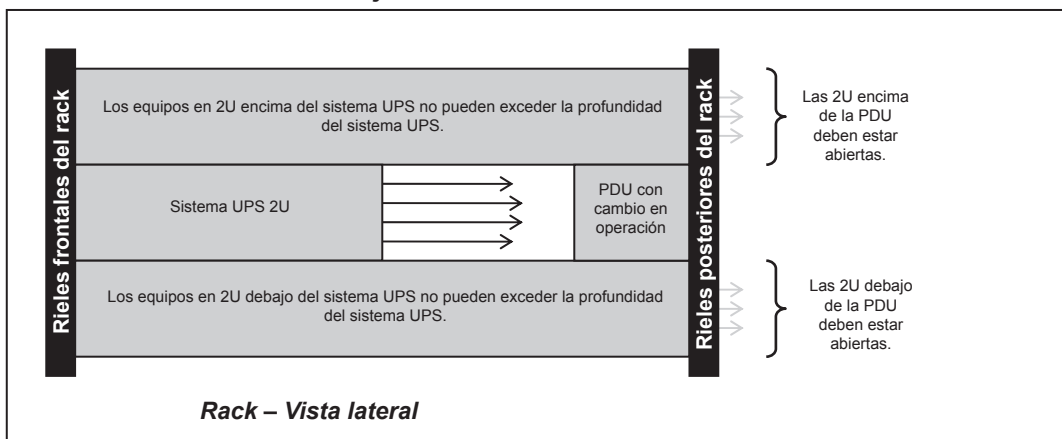 Rieles frontales del rack
Los equipos en 2U encima del sistema UPS no pueden exceder la profundidad
del sistema UPS.
Sistema UPS 2U
PDU con
cambio en
operación
Los equipos en 2U debajo del sistema UPS no pueden exceder la profundidad
del sistema UPS.
Rieles posteriores del rack
Las 2U encima
de la PDU
deben estar
abiertas.
Las 2U debajo
de la PDU
deben estar
abiertas.
Rack – Vista lateral